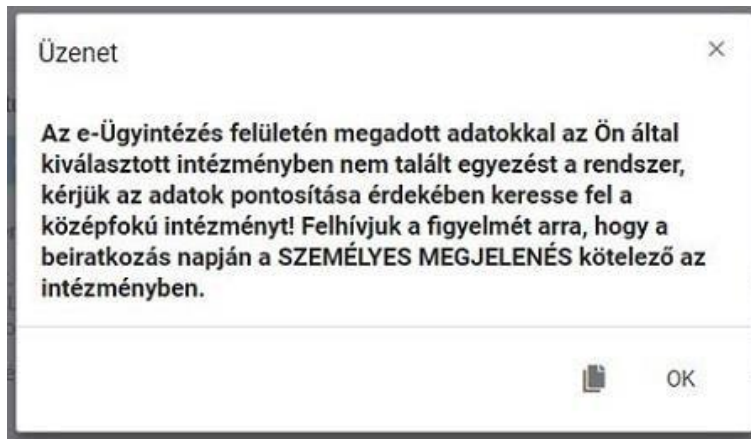 Üzenet
Az e-Ügyintézés felületén megadott adatokkal az Ön által
kiválasztott intézményben nem talált egyezést a rendszer,
kérjük az adatok pontosítása érdekében keresse fel a
középfokú intézményt! Felhívjuk a figyelmét arra, hogy a
beiratkozás napján a SZEMÉLYES MEGJELENÉS kötelező az
intézményben.
OK